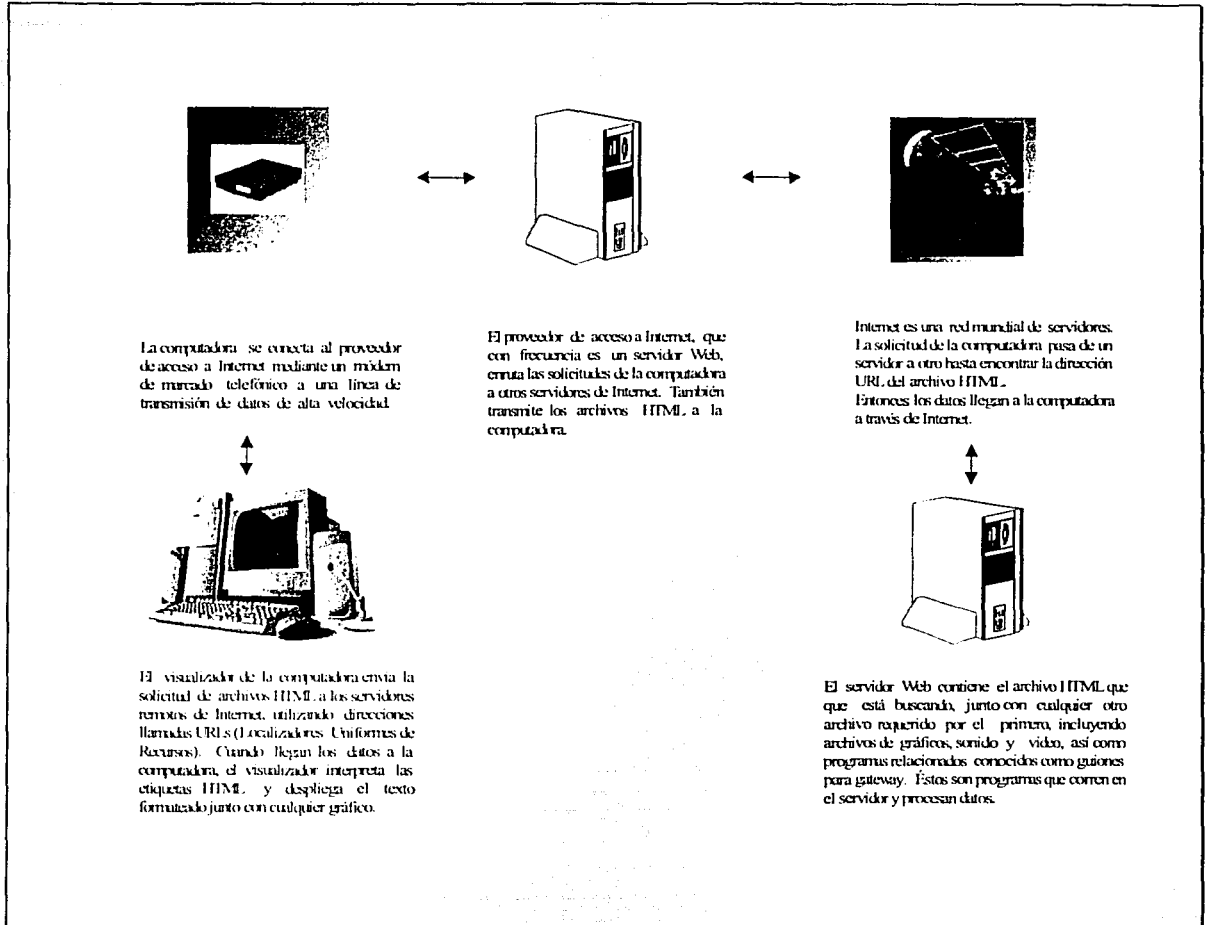 La computadora se conecta al proveedor
de acceso a Internet mediante un módem
de marcado telefónico a una línea de
transmisión de datos de alta velocidad.
El proveedor de acceso a Internet, que
con frecuencia es un servidor Web,
enruta las solicitudes de la computadora
a otros servidores de Internet. También
transmite los archivos HTML a la
computadora.
Internet es una red mundial de servidores.
La solicitud de la computadora pasa de un
servidor a otro hasta encontrar la dirección
URL del archivo HTML.
Entonces los datos llegan a la computadora
a través de Internet.
El visualizador de la computadora envía la
solicitud de archivos HTML a los servidores
remotos de Internet, utilizando direcciones
llamadas URLs (Localizadores Uniformes de
Recursos). Cuando llegan los datos a la
computadora, el visualizador interpreta las
etiquetas HTML y despliega el texto
formateado junto con cualquier gráfico.
El servidor Web contiene el archivo HTML que
que está buscando, junto con cualquier otro
archivo requerido por el primero, incluyendo
archivos de gráficos, sonido y video, así como
programas relacionados conocidos como guiones
para gateway. Éstos son programas que corren en
el servidor y procesan datos.